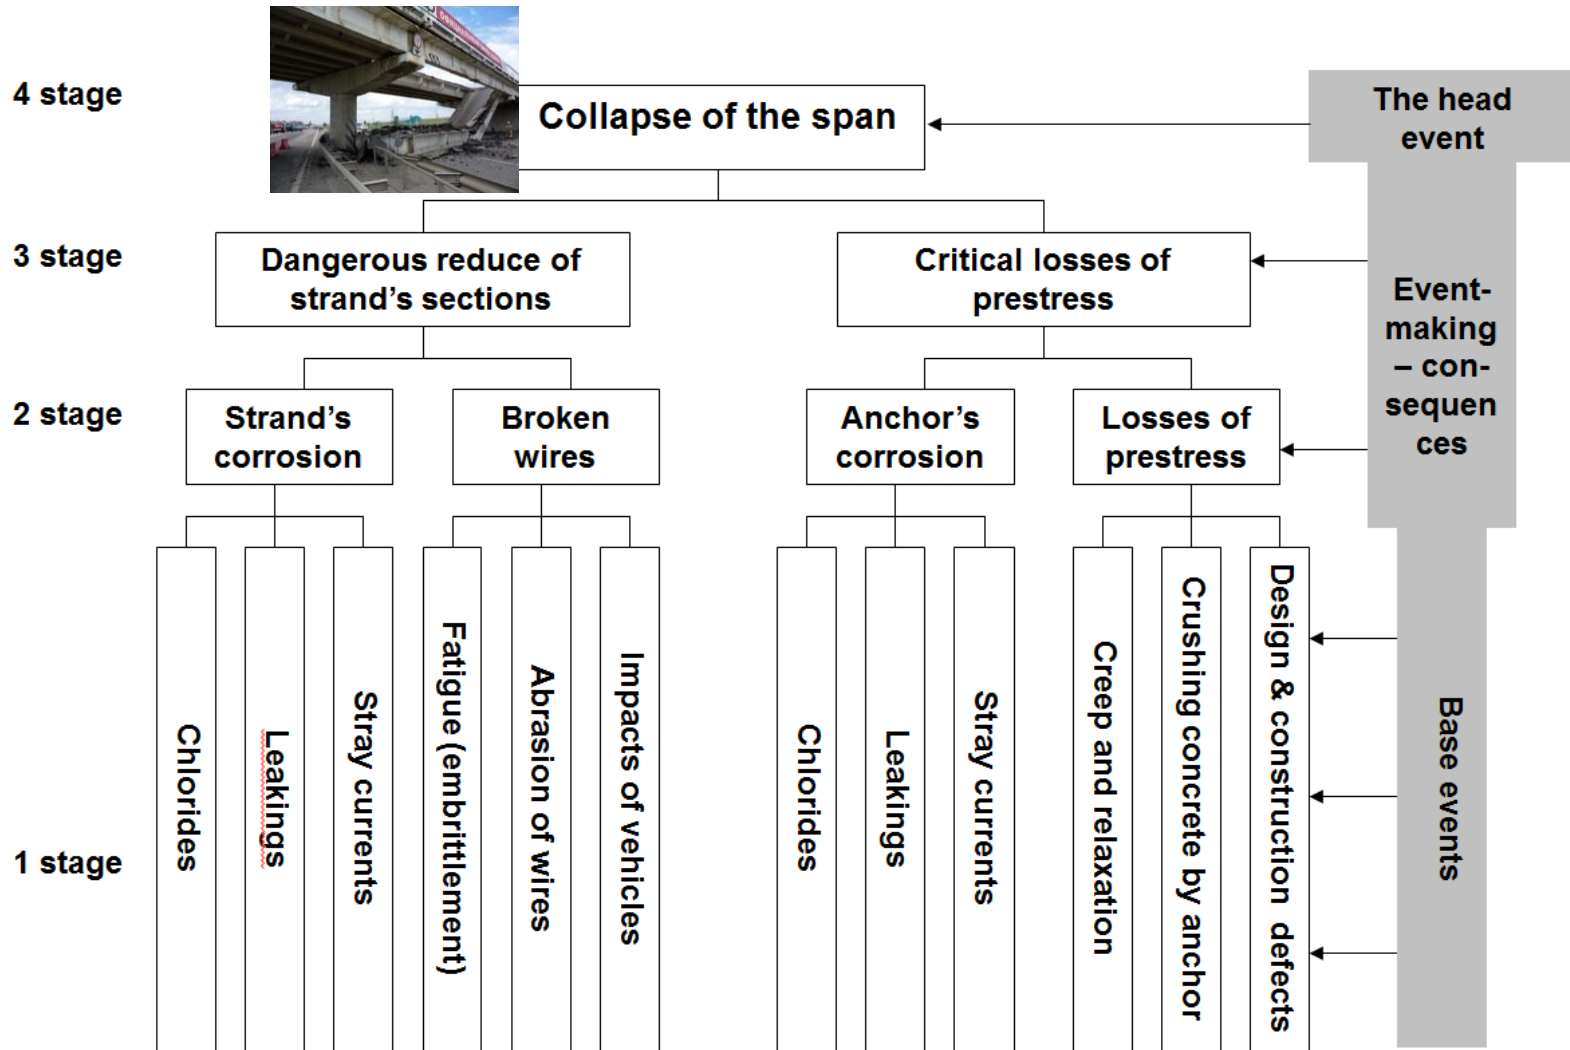 4 stage
Collapse of the span
The head
event
3 stage
Dangerous reduce of
strand's sections
Critical losses of
prestress
Event-
making
– con-
sequen
ces
2 stage
Strand's
corrosion
Broken
wires
Anchor's
corrosion
Losses of
prestress
1 stage
Chlorides
Leakings
Stray currents
Fatigue (embrittlement)
Abrasion of wires
Impacts of vehicles
Chlorides
Leakings
Stray currents
Creep and relaxation
Crushing concrete by anchor
Design & construction defects
Base events